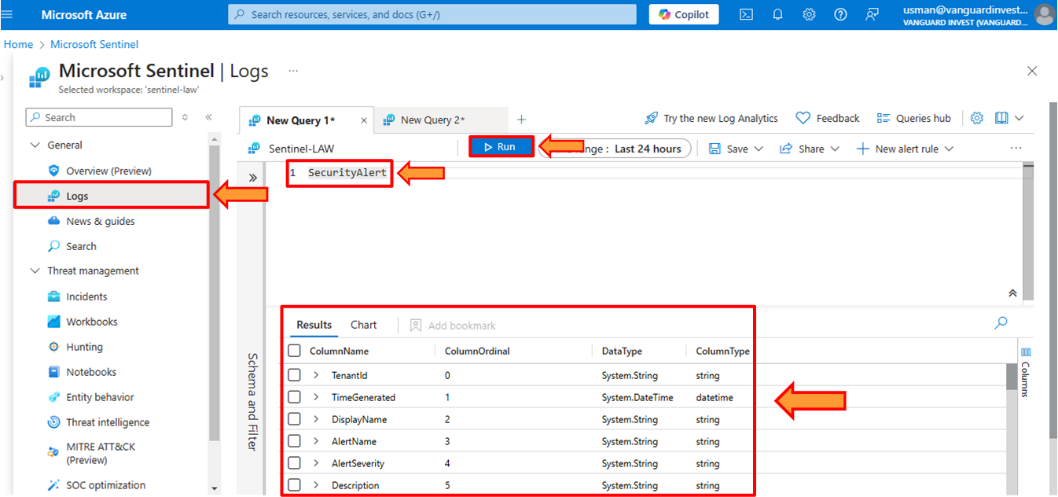 Microsoft Azure
Search resources, services, and docs (G+/)
Copilot
usman@vanguardinvest...
VANGUARD INVEST (VANGUARD...
Home > Microsoft Sentinel
Microsoft Sentinel | Logs ...
Selected workspace: 'sentinel-law'
Search
General
Overview (Preview)
Logs
News & guides
Search
Threat management
Incidents
Workbooks
Hunting
Notebooks
Entity behavior
Threat intelligence
MITRE ATT&CK
(Preview)
SOC optimization
New Query 1*
New Query 2*
Try the new Log Analytics
Feedback
Queries hub
Sentinel-LAW
Run
nge : Last 24 hours
Save
Share
New alert rule
...
1 SecurityAlert
Schema and Filter
Results Chart Add bookmark
ColumnName ColumnOrdinal DataType ColumnType
TenantId 0 System.String string
TimeGenerated 1 System.DateTime datetime
DisplayName 2 System.String string
AlertName 3 System.String string
AlertSeverity 4 System.String string
Description 5 System.String string
Columns